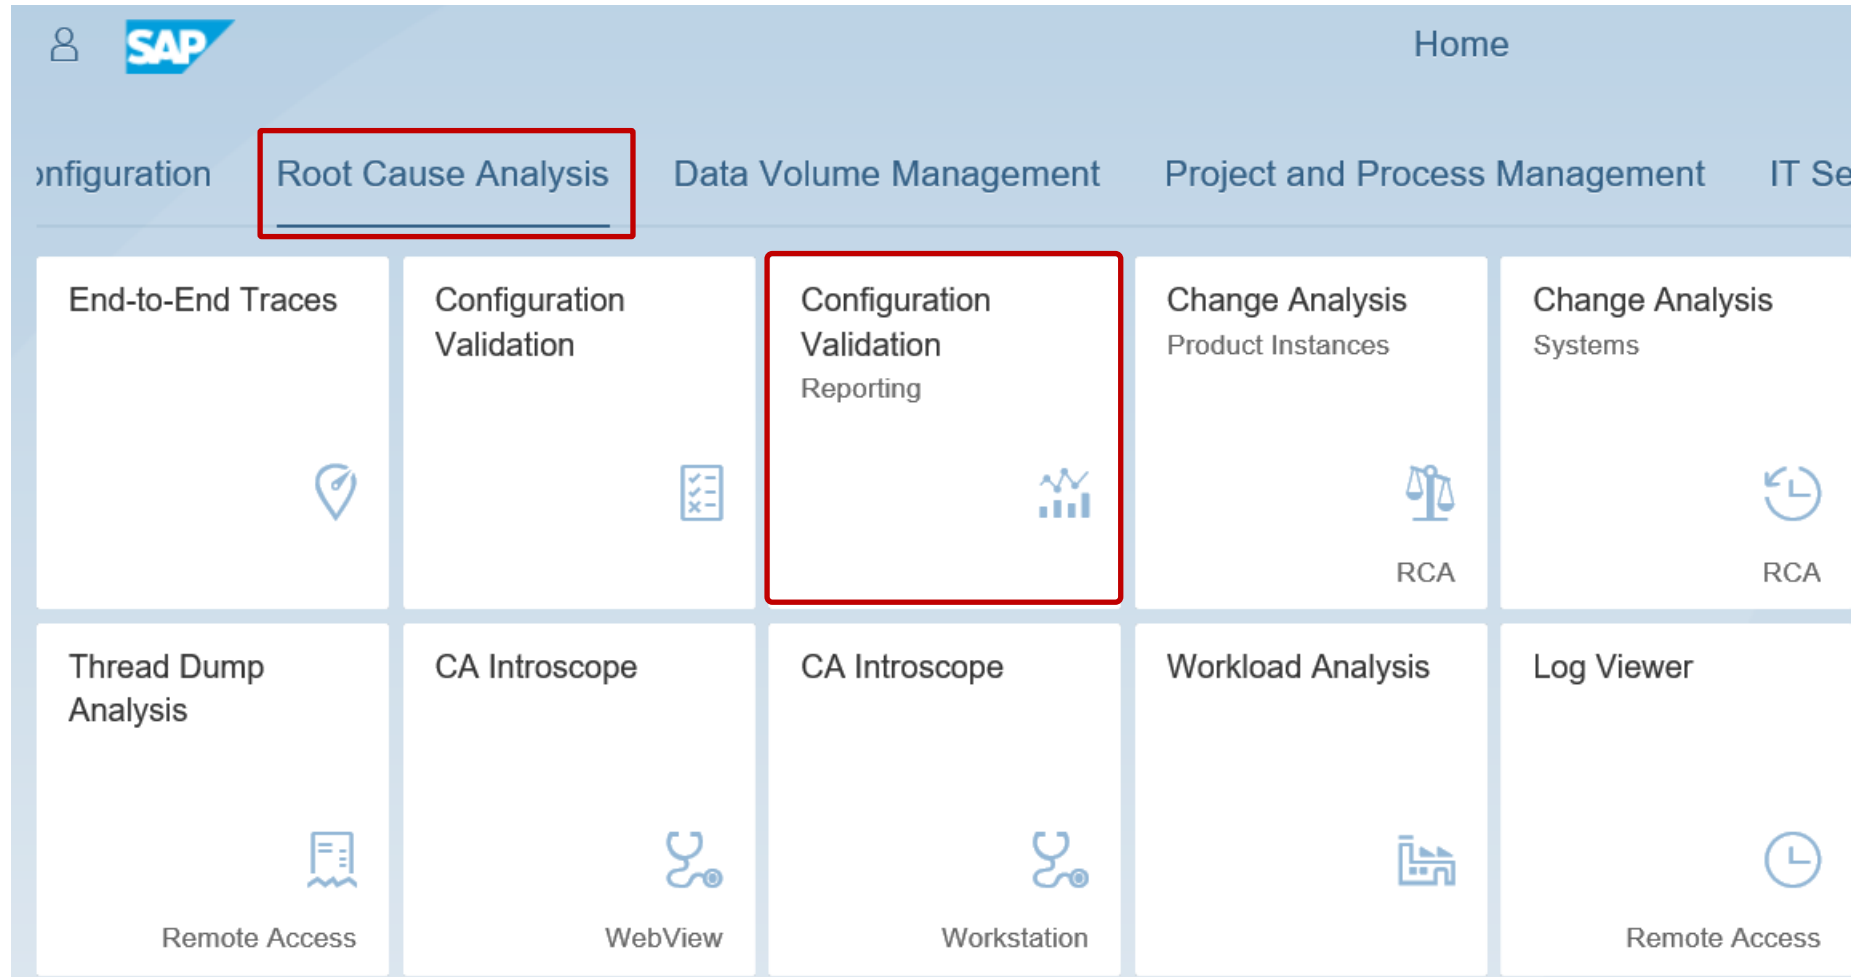 SAP
Home
onfiguration
Root Cause Analysis
Data Volume Management
Project and Process Management
IT Se
End-to-End Traces
Configuration
Validation
Configuration
Validation
Reporting
Change Analysis
Product Instances
RCA
Change Analysis
Systems
RCA
Thread Dump
Analysis
Remote Access
CA Introscope
WebView
CA Introscope
Workstation
Workload Analysis
Log Viewer
Remote Access